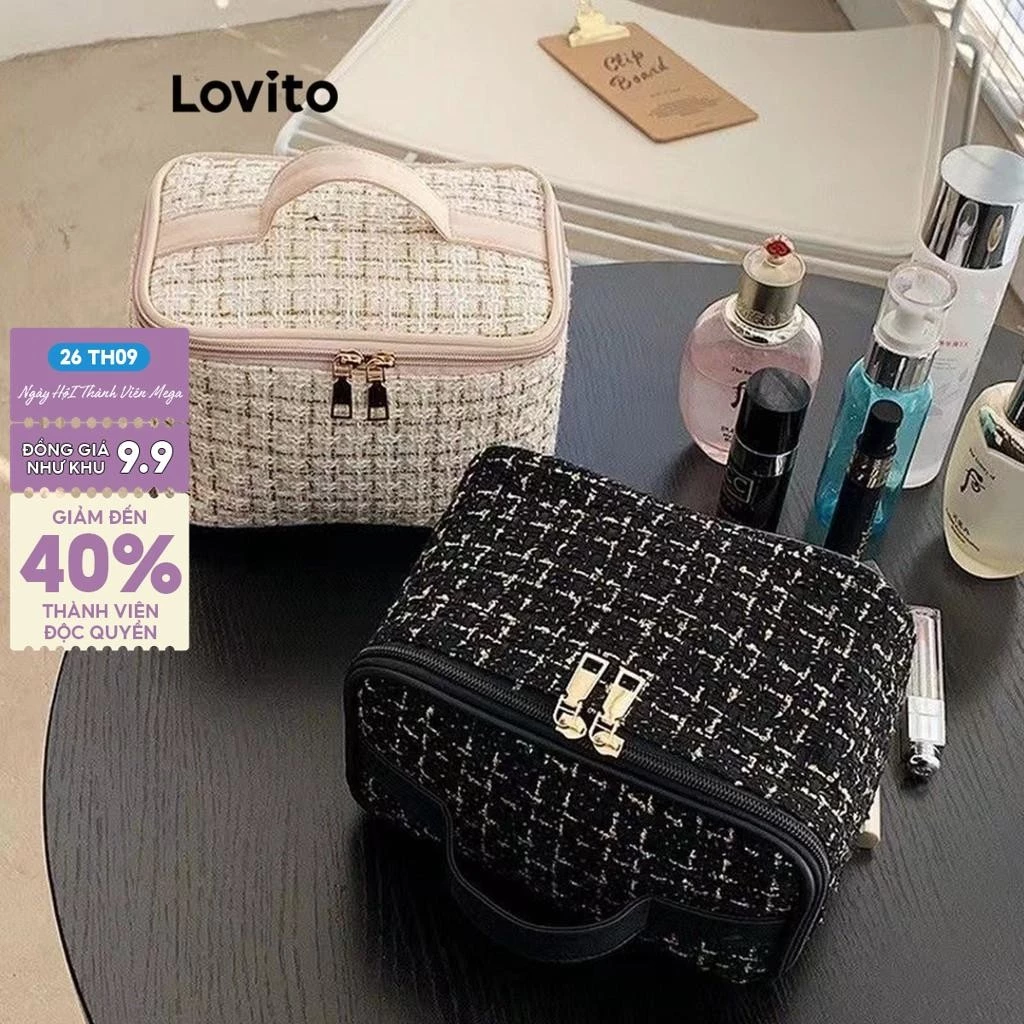 Lovito
Clip
Board
26 TH09
Ngày Hội Thành Viên Mega
ĐỒNG GIÁ
NHƯ KHU 9.9
GIẢM ĐẾN
40%
THÀNH VIÊN
ĐỘC QUYỀN